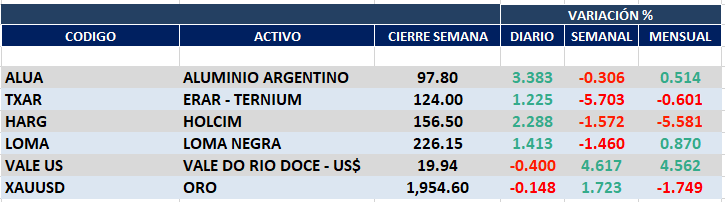 VARIACIÓN %
CODIGO ACTIVO CIERRE SEMANA DIARIO SEMANAL MENSUAL
ALUA ALUMINIO ARGENTINO 97.80 3.383 -0.306 0.514
TXAR ERAR - TERNIUM 124.00 1.225 -5.703 -0.601
HARG HOLCIM 156.50 2.288 -1.572 -5.581
LOMA LOMA NEGRA 226.15 1.413 -1.460 0.870
VALE US VALE DO RIO DOCE - US$ 19.94 -0.400 4.617 4.562
XAUUSD ORO 1,954.60 -0.148 1.723 -1.749